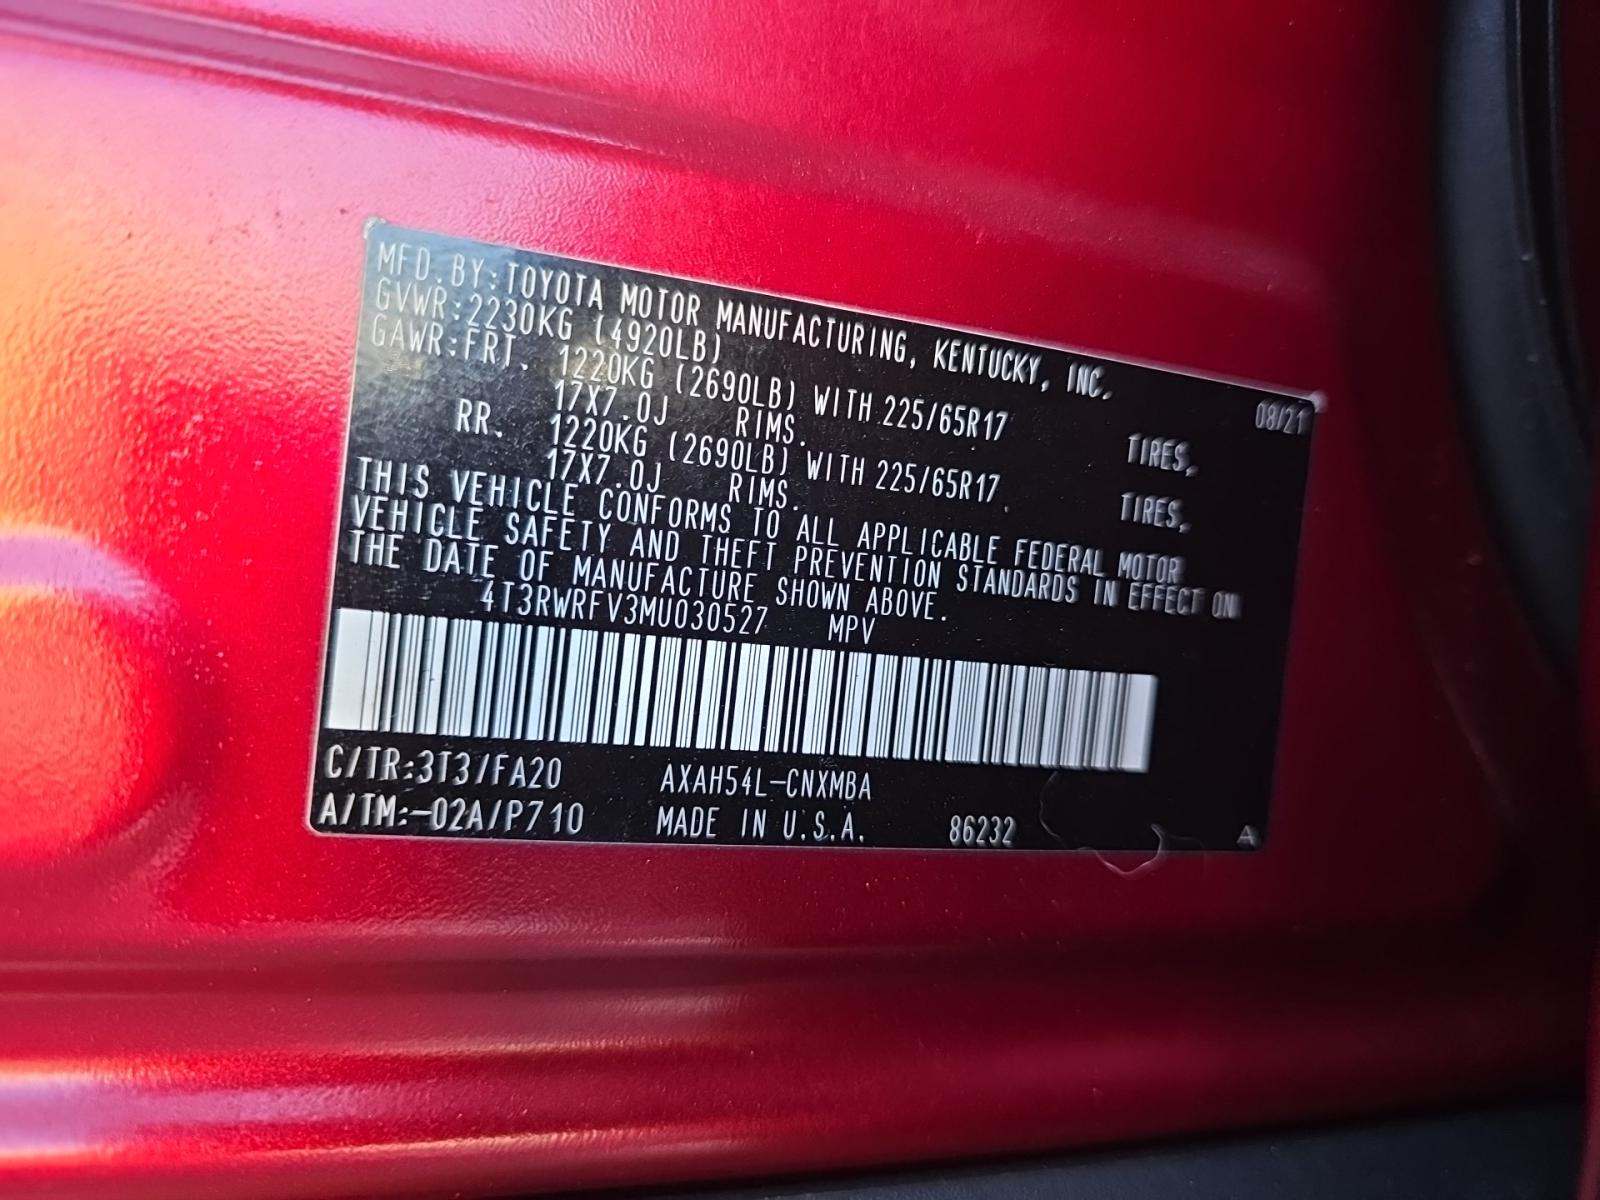 MFD.BY:TOYOTA MOTOR MANUFACTURING, KENTUCKY, INC.
GVWR:2230KG (4920LB) 08/21
GAWR:FRT. 1220KG (2690LB) WITH 225/65R17 TIRES,
17X7.0J RIMS.
RR. 1220KG (2690LB) WITH 225/65R17 TIRES,
17X7.0J RIMS.
THIS VEHICLE CONFORMS TO ALL APPLICABLE FEDERAL MOTOR
VEHICLE SAFETY AND THEFT PREVENTION STANDARDS IN EFFECT ON
THE DATE OF MANUFACTURE SHOWN ABOVE.
4T3RWRFV3MU030527 MPV
C/TR:3T3/FA20 AXAH54L-CNXMBA
A/TM:-02A/P710 MADE IN U.S.A. 86232 A